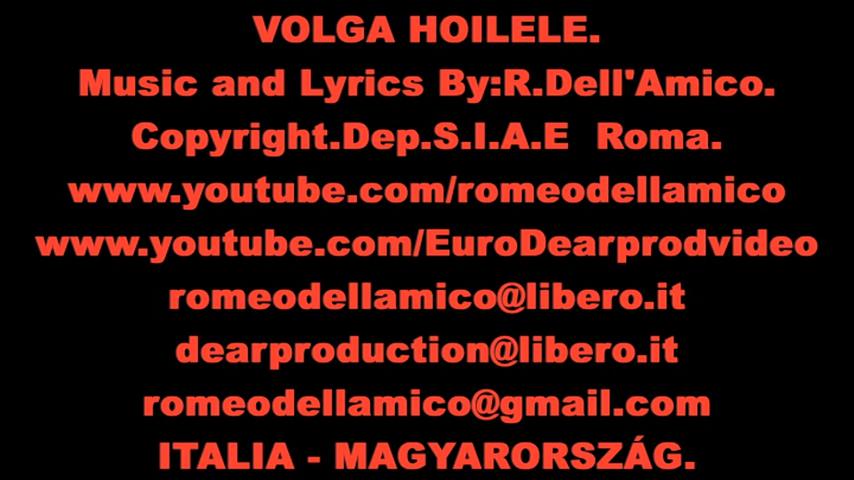 VOLGA HOILELE.
Music and Lyrics By:R.Dell'Amico.
Copyright.Dep.S.I.A.E  Roma.
www.youtube.com/romeodellamico
www.youtube.com/EuroDearprodvideo
romeodellamico@libero.it
dearproduction@libero.it
romeodellamico@gmail.com
ITALIA - MAGYARORSZÁG.